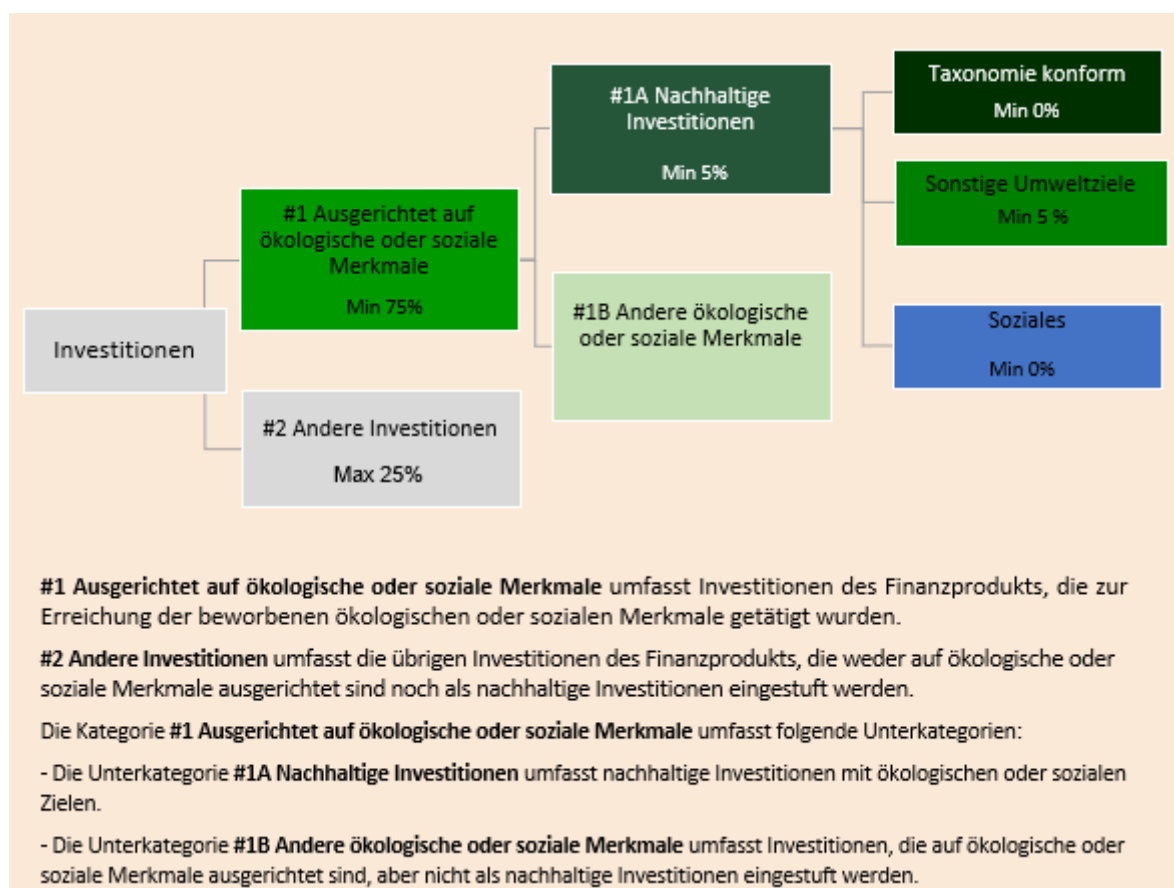 Investitionen
#1 Ausgerichtet auf
ökologische oder soziale
Merkmale
Min 75%
#2 Andere Investitionen
Max 25%
#1A Nachhaltige
Investitionen
Min 5%
#1B Andere ökologische
oder soziale Merkmale
Taxonomie konform
Min 0%
Sonstige Umweltziele
Min 5 %
Soziales
Min 0%
#1 Ausgerichtet auf ökologische oder soziale Merkmale umfasst Investitionen des Finanzprodukts, die zur
Erreichung der beworbenen ökologischen oder sozialen Merkmale getätigt wurden.
#2 Andere Investitionen umfasst die übrigen Investitionen des Finanzprodukts, die weder auf ökologische oder
soziale Merkmale ausgerichtet sind noch als nachhaltige Investitionen eingestuft werden.
Die Kategorie #1 Ausgerichtet auf ökologische oder soziale Merkmale umfasst folgende Unterkategorien:
- Die Unterkategorie #1A Nachhaltige Investitionen umfasst nachhaltige Investitionen mit ökologischen oder sozialen
Zielen.
- Die Unterkategorie #1B Andere ökologische oder soziale Merkmale umfasst Investitionen, die auf ökologische oder
soziale Merkmale ausgerichtet sind, aber nicht als nachhaltige Investitionen eingestuft werden.